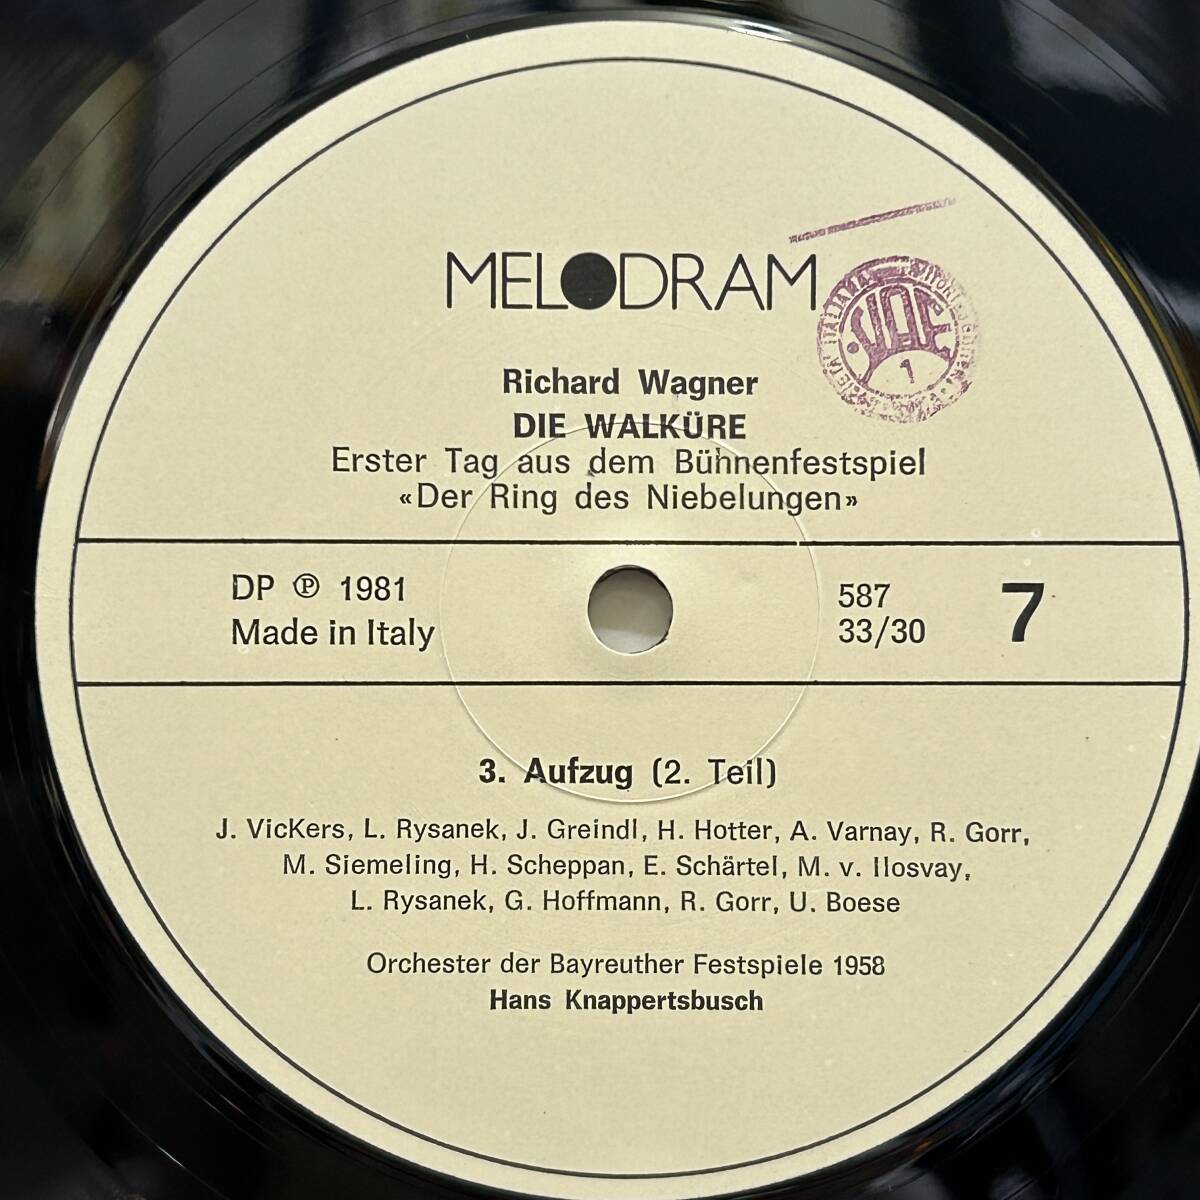 MELODRAM
SIAE
1
Richard Wagner
DIE WALKÜRE
Erster Tag aus dem Bühnenfestspiel
«Der Ring des Niebelungen»
DP ℗ 1981
Made in Italy
587
33/30
7
3. Aufzug (2. Teil)
J. VicKers, L. Rysanek, J. Greindl, H. Hotter, A. Varnay, R. Gorr,
M. Siemeling, H. Scheppan, E. Schärtel, M. v. Ilosvay,
L. Rysanek, G. Hoffmann, R. Gorr, U. Boese
Orchester der Bayreuther Festspiele 1958
Hans Knappertsbusch